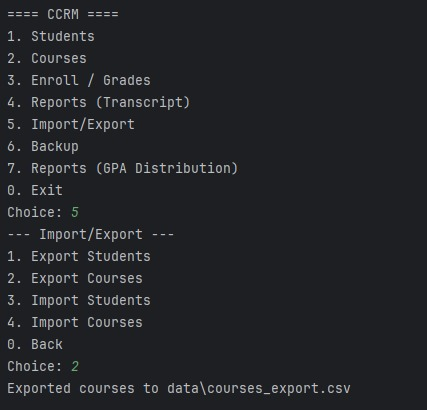 ==== CCRM ====
1. Students
2. Courses
3. Enroll / Grades
4. Reports (Transcript)
5. Import/Export
6. Backup
7. Reports (GPA Distribution)
0. Exit
Choice: 5
--- Import/Export ---
1. Export Students
2. Export Courses
3. Import Students
4. Import Courses
0. Back
Choice: 2
Exported courses to data\courses_export.csv